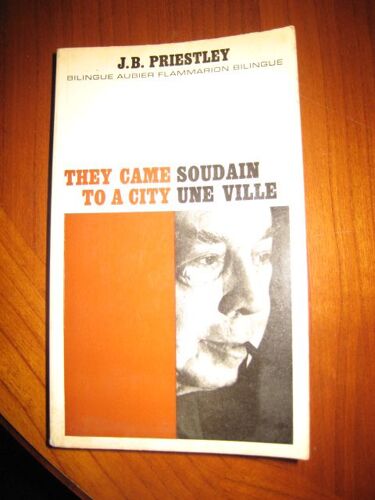 J.B. PRIESTLEY
BILINGUE AUBIER FLAMMARION BILINGUE
THEY CAME SOUDAIN
TO A CITY UNE VILLE